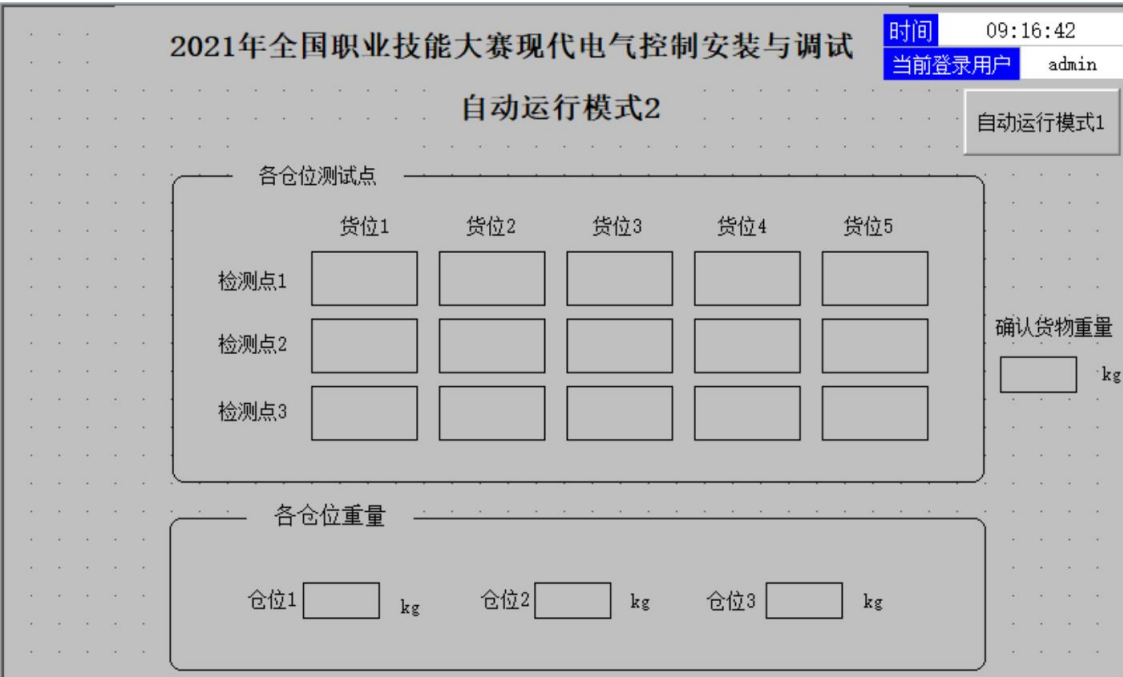 2021年全国职业技能大赛现代电气控制安装与调试
时间 09:16:42
当前登录用户 admin
自动运行模式2
自动运行模式1
各仓位测试点
货位1 货位2 货位3 货位4 货位5
检测点1
检测点2
检测点3
确认货物重量
kg
各仓位重量
仓位1 kg 仓位2 kg 仓位3 kg